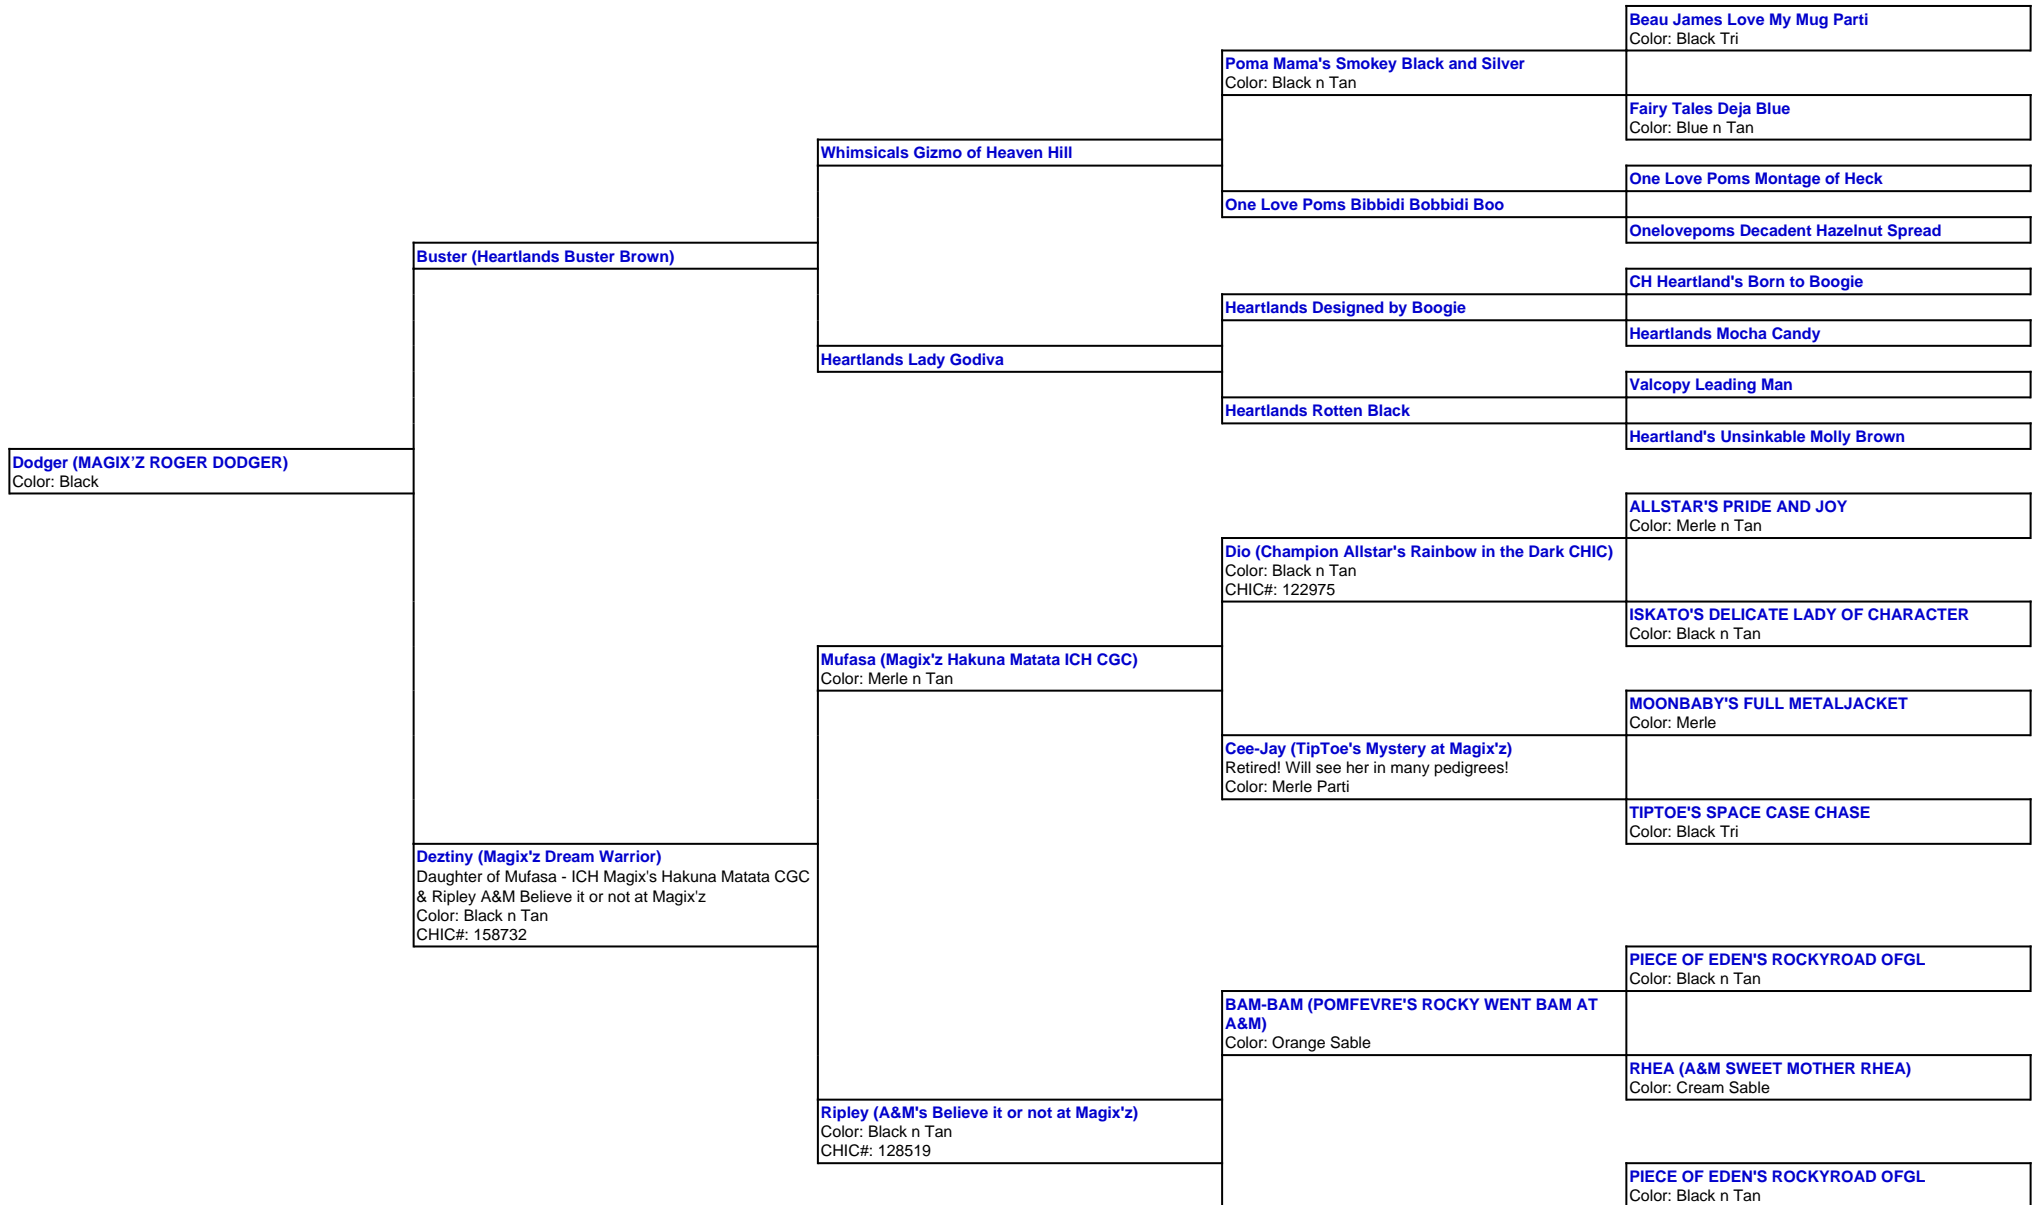 Beau James Love My Mug Parti
Color: Black Tri
Poma Mama's Smokey Black and Silver
Color: Black n Tan
Fairy Tales Deja Blue
Color: Blue n Tan
Whimsicals Gizmo of Heaven Hill
One Love Poms Montage of Heck
One Love Poms Bibbidi Bobbidi Boo
Onelovepoms Decadent Hazelnut Spread
Buster (Heartlands Buster Brown)
CH Heartland's Born to Boogie
Heartlands Designed by Boogie
Heartlands Mocha Candy
Heartlands Lady Godiva
Valcopy Leading Man
Heartlands Rotten Black
Heartland's Unsinkable Molly Brown
Dodger (MAGIX’Z ROGER DODGER)
Color: Black
ALLSTAR'S PRIDE AND JOY
Color: Merle n Tan
Dio (Champion Allstar's Rainbow in the Dark CHIC)
Color: Black n Tan
CHIC#: 122975
ISKATO'S DELICATE LADY OF CHARACTER
Color: Black n Tan
Mufasa (Magix'z Hakuna Matata ICH CGC)
Color: Merle n Tan
MOONBABY'S FULL METALJACKET
Color: Merle
Cee-Jay (TipToe's Mystery at Magix'z)
Retired! Will see her in many pedigrees!
Color: Merle Parti
TIPTOE'S SPACE CASE CHASE
Color: Black Tri
Deztiny (Magix'z Dream Warrior)
Daughter of Mufasa - ICH Magix's Hakuna Matata CGC
& Ripley A&M Believe it or not at Magix'z
Color: Black n Tan
CHIC#: 158732
PIECE OF EDEN'S ROCKYROAD OFGL
Color: Black n Tan
BAM-BAM (POMFEVRE'S ROCKY WENT BAM AT
A&M)
Color: Orange Sable
RHEA (A&M SWEET MOTHER RHEA)
Color: Cream Sable
Ripley (A&M's Believe it or not at Magix'z)
Color: Black n Tan
CHIC#: 128519
PIECE OF EDEN'S ROCKYROAD OFGL
Color: Black n Tan